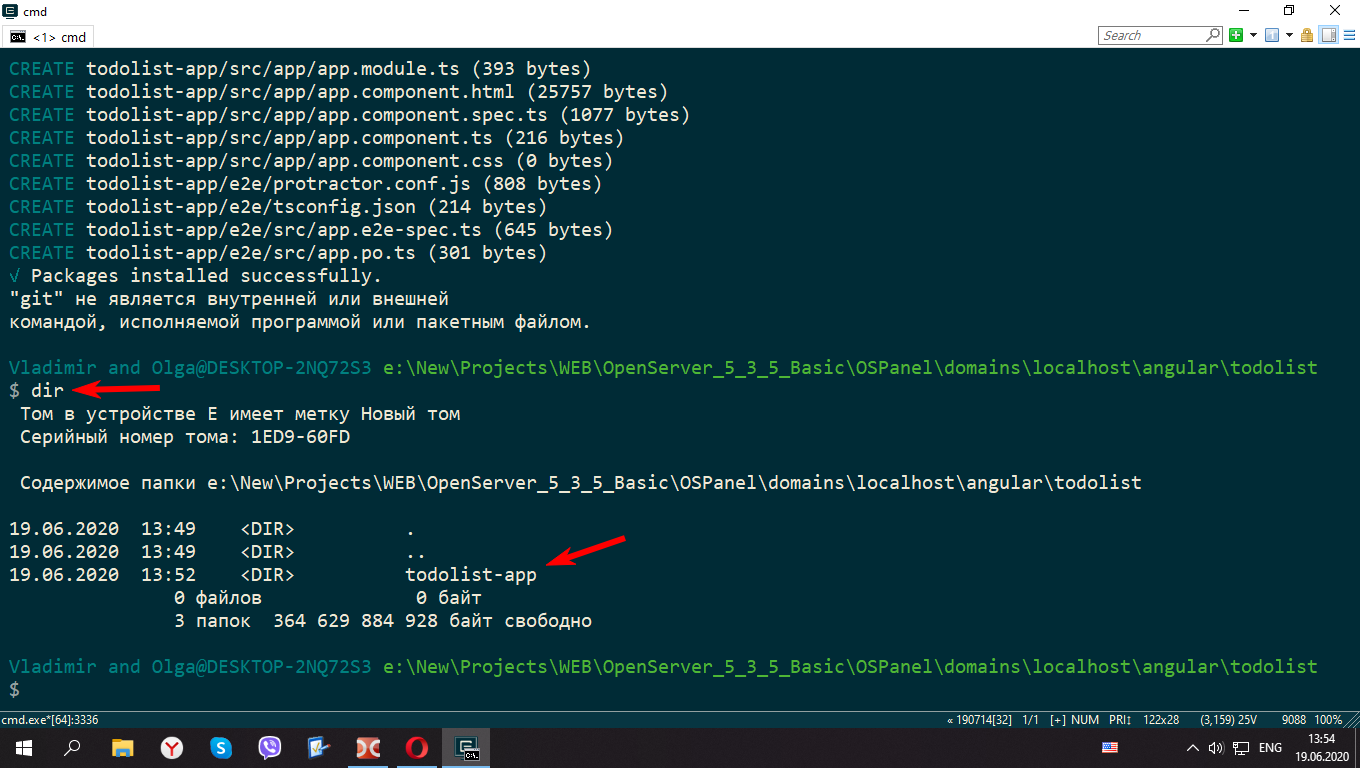 cmd
<1> cmd
Search
CREATE todolist-app/src/app/app.module.ts (393 bytes)
CREATE todolist-app/src/app/app.component.html (25757 bytes)
CREATE todolist-app/src/app/app.component.spec.ts (1077 bytes)
CREATE todolist-app/src/app/app.component.ts (216 bytes)
CREATE todolist-app/src/app/app.component.css (0 bytes)
CREATE todolist-app/e2e/protractor.conf.js (808 bytes)
CREATE todolist-app/e2e/tsconfig.json (214 bytes)
CREATE todolist-app/e2e/src/app.e2e-spec.ts (645 bytes)
CREATE todolist-app/e2e/src/app.po.ts (301 bytes)
√ Packages installed successfully.
"git" не является внутренней или внешней
командой, исполняемой программой или пакетным файлом.
Vladimir and Olga@DESKTOP-2NQ72S3 e:\New\Projects\WEB\OpenServer_5_3_5_Basic\OSPanel\domains\localhost\angular\todolist
$ dir
Том в устройстве E имеет метку Новый том
Серийный номер тома: 1ED9-60FD
Содержимое папки e:\New\Projects\WEB\OpenServer_5_3_5_Basic\OSPanel\domains\localhost\angular\todolist
19.06.2020 13:49 <DIR> .
19.06.2020 13:49 <DIR> ..
19.06.2020 13:52 <DIR> todolist-app
0 файлов 0 байт
3 папок 364 629 884 928 байт свободно
Vladimir and Olga@DESKTOP-2NQ72S3 e:\New\Projects\WEB\OpenServer_5_3_5_Basic\OSPanel\domains\localhost\angular\todolist
$
cmd.exe*[64]:3336 « 190714[32] 1/1 [+] NUM PRI↕ 122x28 (3,159) 25V 9088 100%
ENG
13:54
19.06.2020